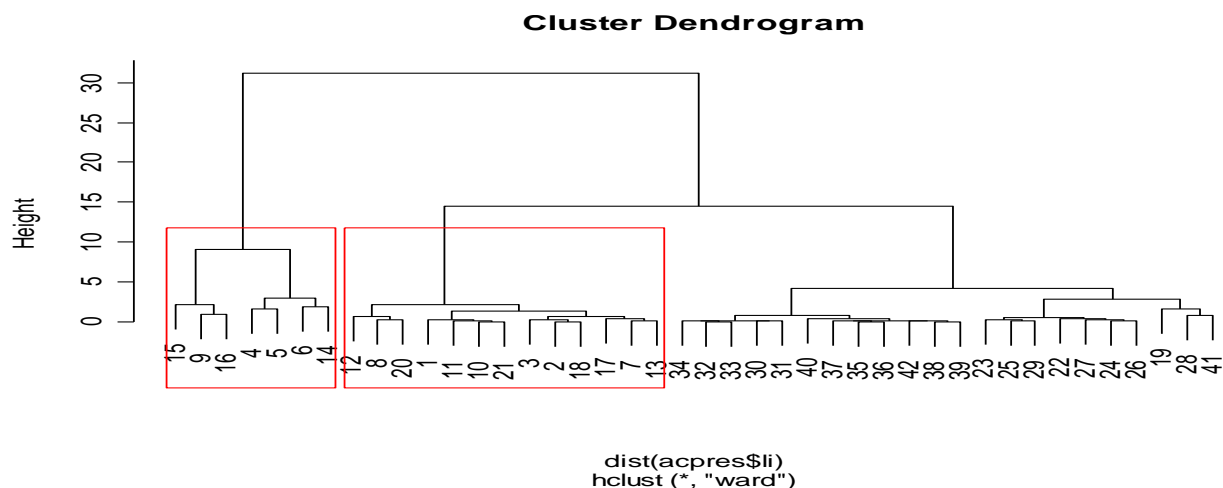 Cluster Dendrogram
Height
30
25
20
15
10
5
0
15 9 16 4 5 6 14 12 8 20 1 11 10 21 3 2 18 17 7 13 34 32 33 30 31 40 37 35 36 42 38 39 23 25 29 22 27 24 26 19 28 41
dist(acpres$li)
hclust (*, "ward")